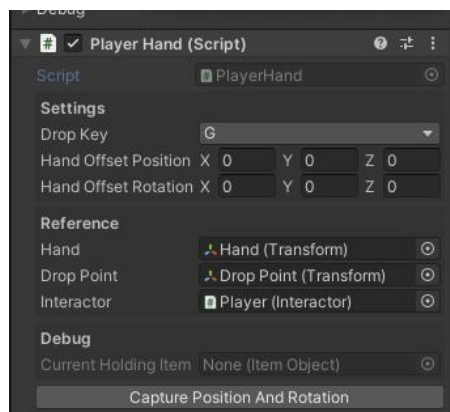 Debug
# Player Hand (Script)
Script # PlayerHand
Settings
Drop Key G
Hand Offset Position X 0 Y 0 Z 0
Hand Offset Rotation X 0 Y 0 Z 0
Reference
Hand Hand (Transform)
Drop Point Drop Point (Transform)
Interactor # Player (Interactor)
Debug
Current Holding Item None (Item Object)
Capture Position And Rotation